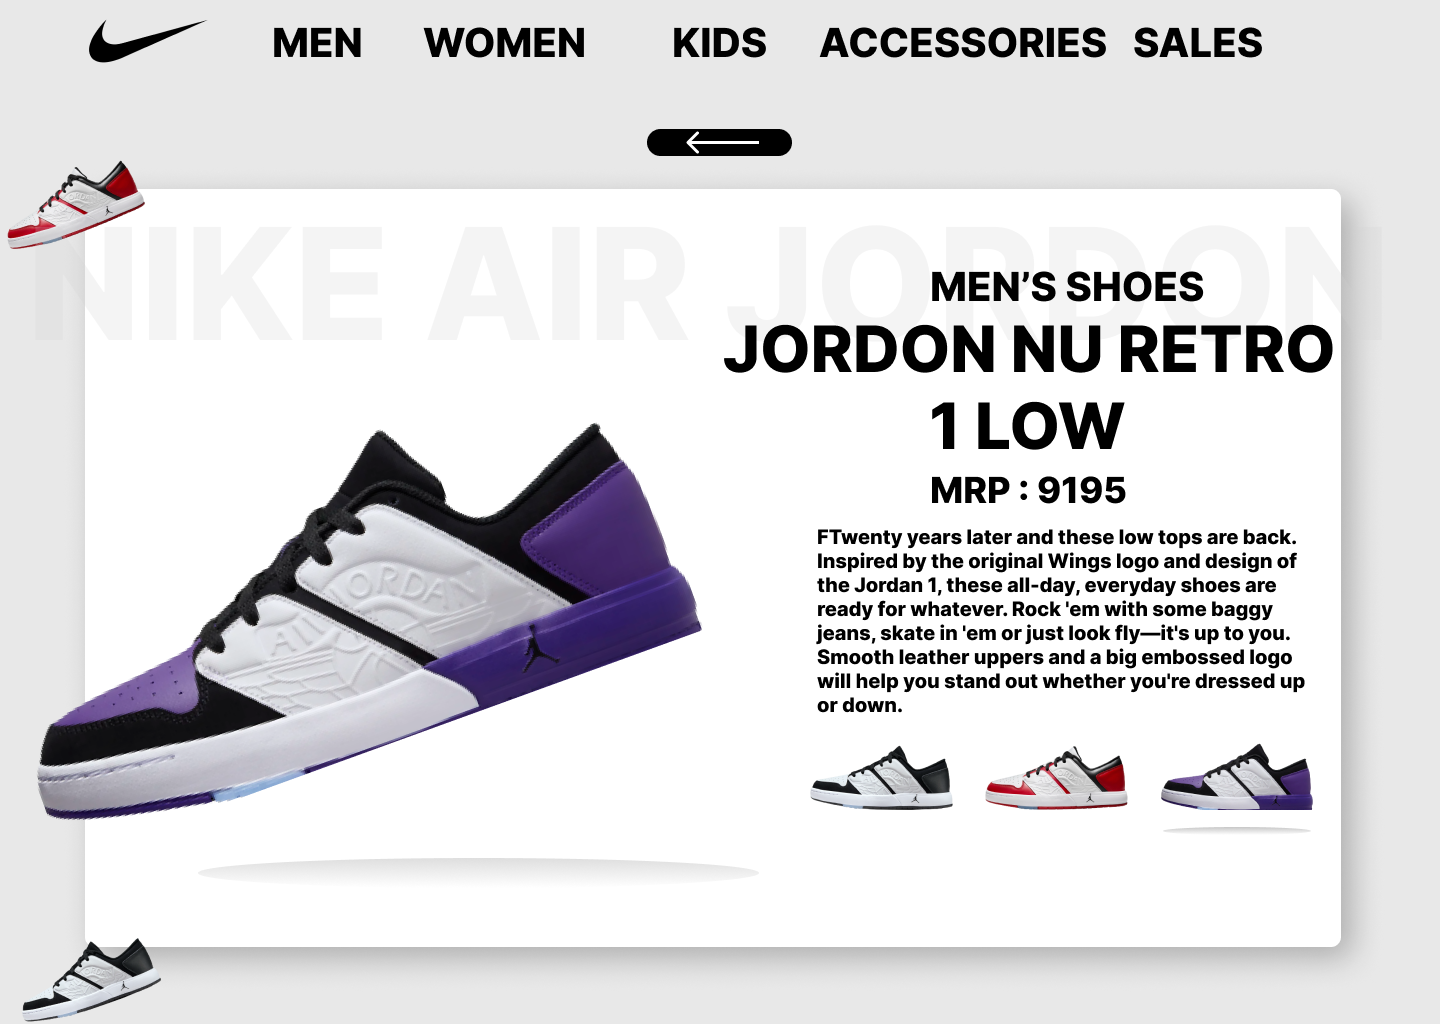 MEN WOMEN KIDS ACCESSORIES SALES
NIKE AIR JORDON
MEN’S SHOES
JORDON NU RETRO
1 LOW
MRP : 9195
FTwenty years later and these low tops are back.
Inspired by the original Wings logo and design of
the Jordan 1, these all-day, everyday shoes are
ready for whatever. Rock 'em with some baggy
jeans, skate in 'em or just look fly—it's up to you.
Smooth leather uppers and a big embossed logo
will help you stand out whether you're dressed up
or down.
AIR JORDAN